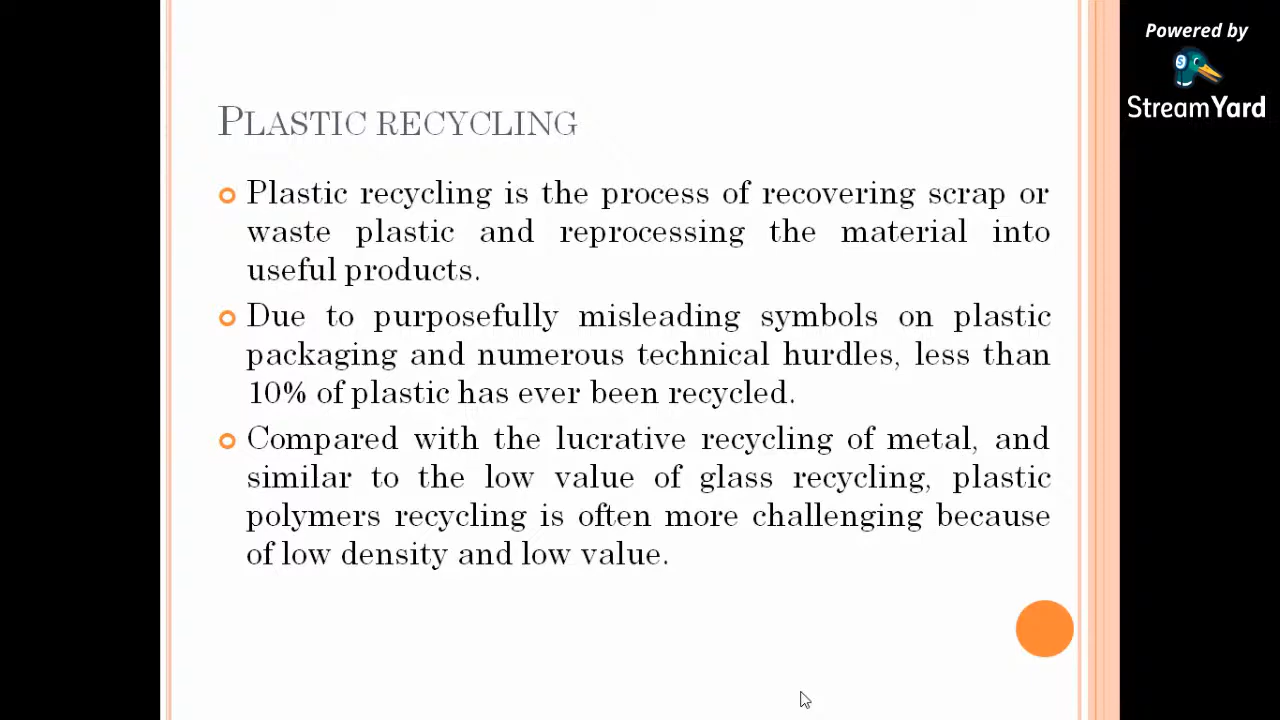 Powered by
StreamYard
PLASTIC RECYCLING
Plastic recycling is the process of recovering scrap or
waste plastic and reprocessing the material into
useful products.
Due to purposefully misleading symbols on plastic
packaging and numerous technical hurdles, less than
10% of plastic has ever been recycled.
Compared with the lucrative recycling of metal, and
similar to the low value of glass recycling, plastic
polymers recycling is often more challenging because
of low density and low value.